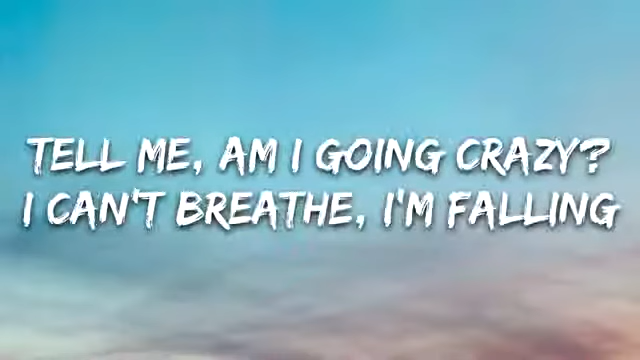 TELL ME, AM I GOING CRAZY?
I CAN'T BREATHE, I'M FALLING